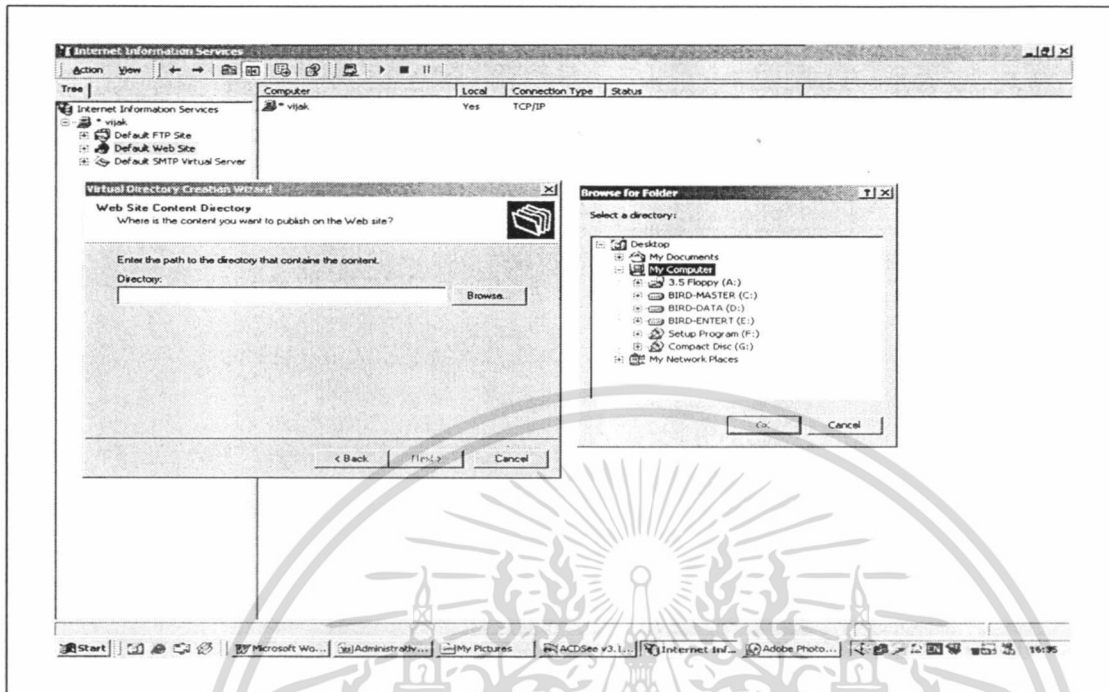 Internet Information Services
Action View
Tree
Computer Local Connection Type Status
Internet Information Services
* vijak Yes TCP/IP
* vijak
Default FTP Site
Default Web Site
Default SMTP Virtual Server
Virtual Directory Creation Wizard
Web Site Content Directory
Where is the content you want to publish on the Web site?
Enter the path to the directory that contains the content.
Directory:
Browse...
< Back Next > Cancel
Browse for Folder
Select a directory:
Desktop
My Documents
My Computer
3.5 Floppy (A:)
BIRD-MASTER (C:)
BIRD-DATA (D:)
BIRD-ENTERT (E:)
Setup Program (F:)
Compact Disc (G:)
My Network Places
OK Cancel
Start Microsoft Wo... Administrativ... My Pictures ACDSee v3.1... Internet Inf... Adobe Photo... 16:35